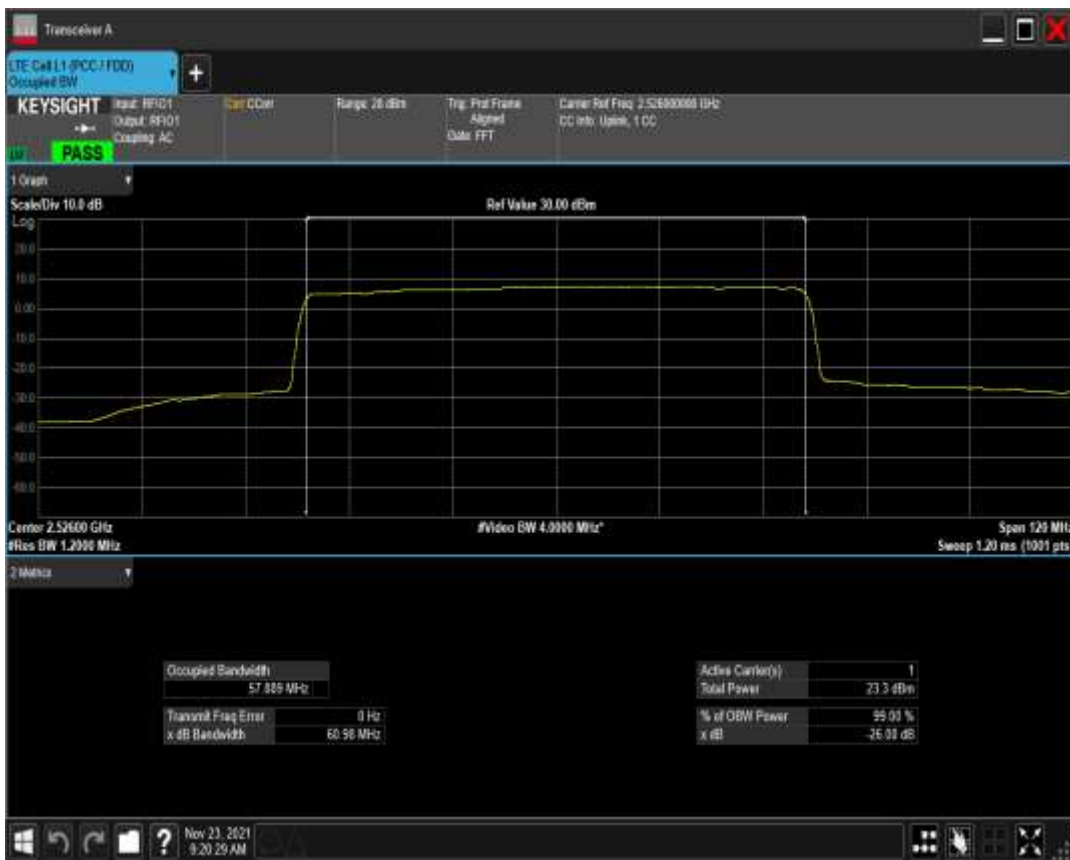 Transceiver A
LTE Cell L1 (PCC / FDD)
Occupied BW
+
KEYSIGHT
Input: RFIO1
Output: RFIO1
Coupling: AC
Corr CCorr
Range: 28 dBm
Trig: Prd Frame
Aligned
Gate: FFT
Carrier Ref Freq: 2.526000000 GHz
CC Info: Uplink, 1 CC
PASS
1 Graph
Scale/Div 10.0 dB
Ref Value 30.00 dBm
Log
20.0
10.0
0.00
-10.0
-20.0
-30.0
-40.0
-50.0
-60.0
Center 2.52600 GHz
#Video BW 4.0000 MHz*
Span 120 MHz
#Res BW 1.2000 MHz
Sweep 1.20 ms (1001 pts
2 Metrics
Occupied Bandwidth
57.889 MHz
Transmit Freq Error 0 Hz
x dB Bandwidth 60.98 MHz
Active Carrier(s) 1
Total Power 23.3 dBm
% of OBW Power 99.00 %
x dB -26.00 dB
?
Nov 23, 2021
9:20:29 AM